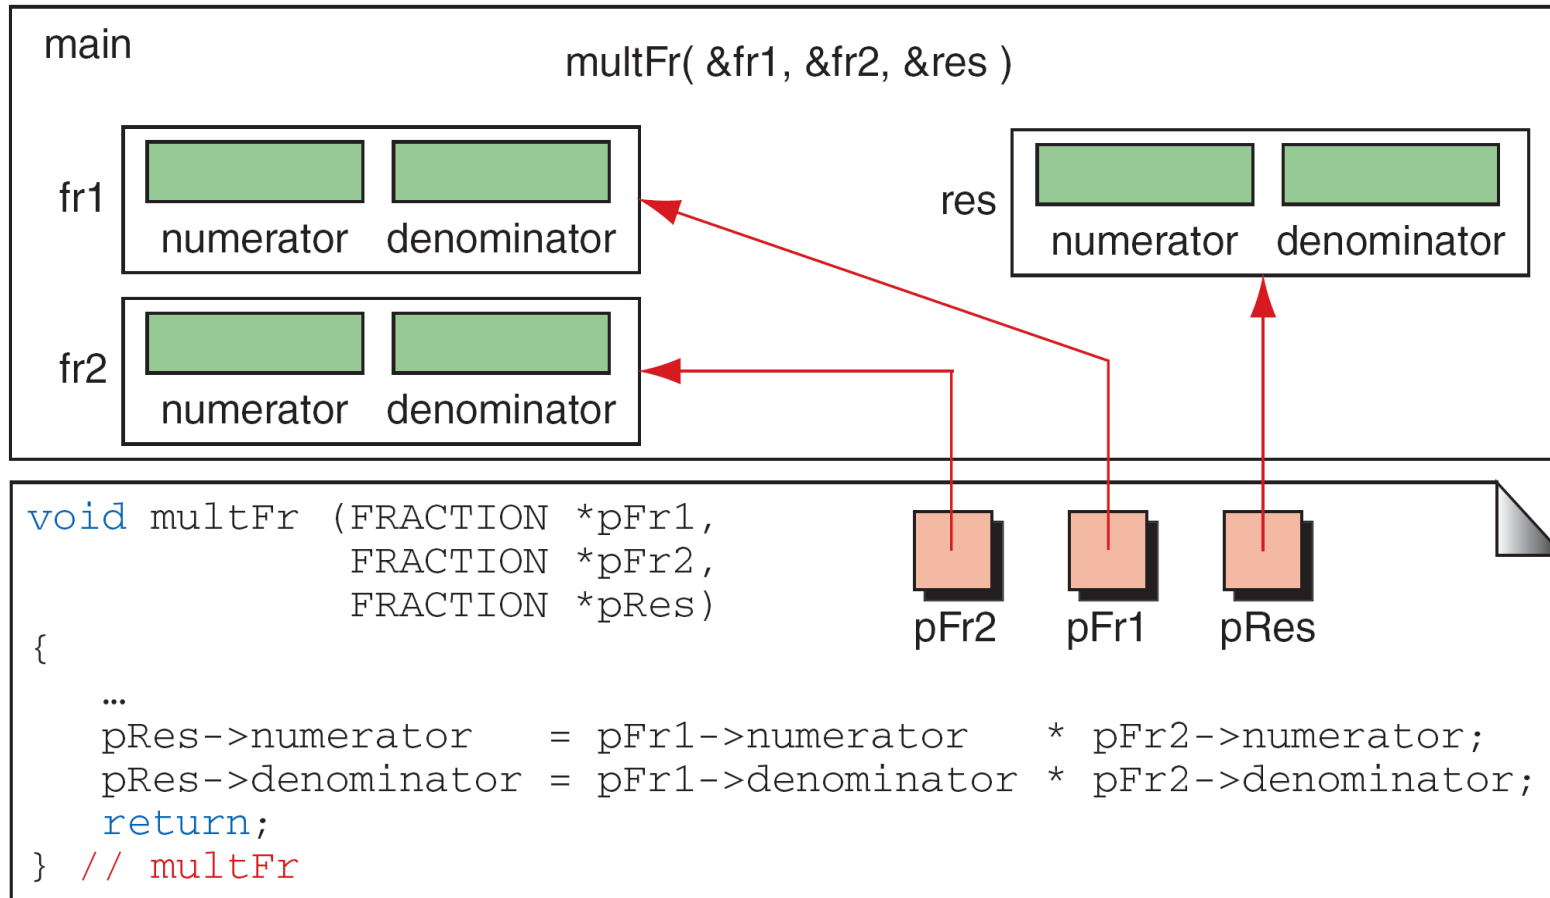 main
multFr( &fr1, &fr2, &res )
fr1
numerator denominator
res
numerator denominator
fr2
numerator denominator
void multFr (FRACTION *pFr1,
FRACTION *pFr2,
FRACTION *pRes)
pFr2 pFr1 pRes
{
…
pRes->numerator = pFr1->numerator * pFr2->numerator;
pRes->denominator = pFr1->denominator * pFr2->denominator;
return;
} // multFr